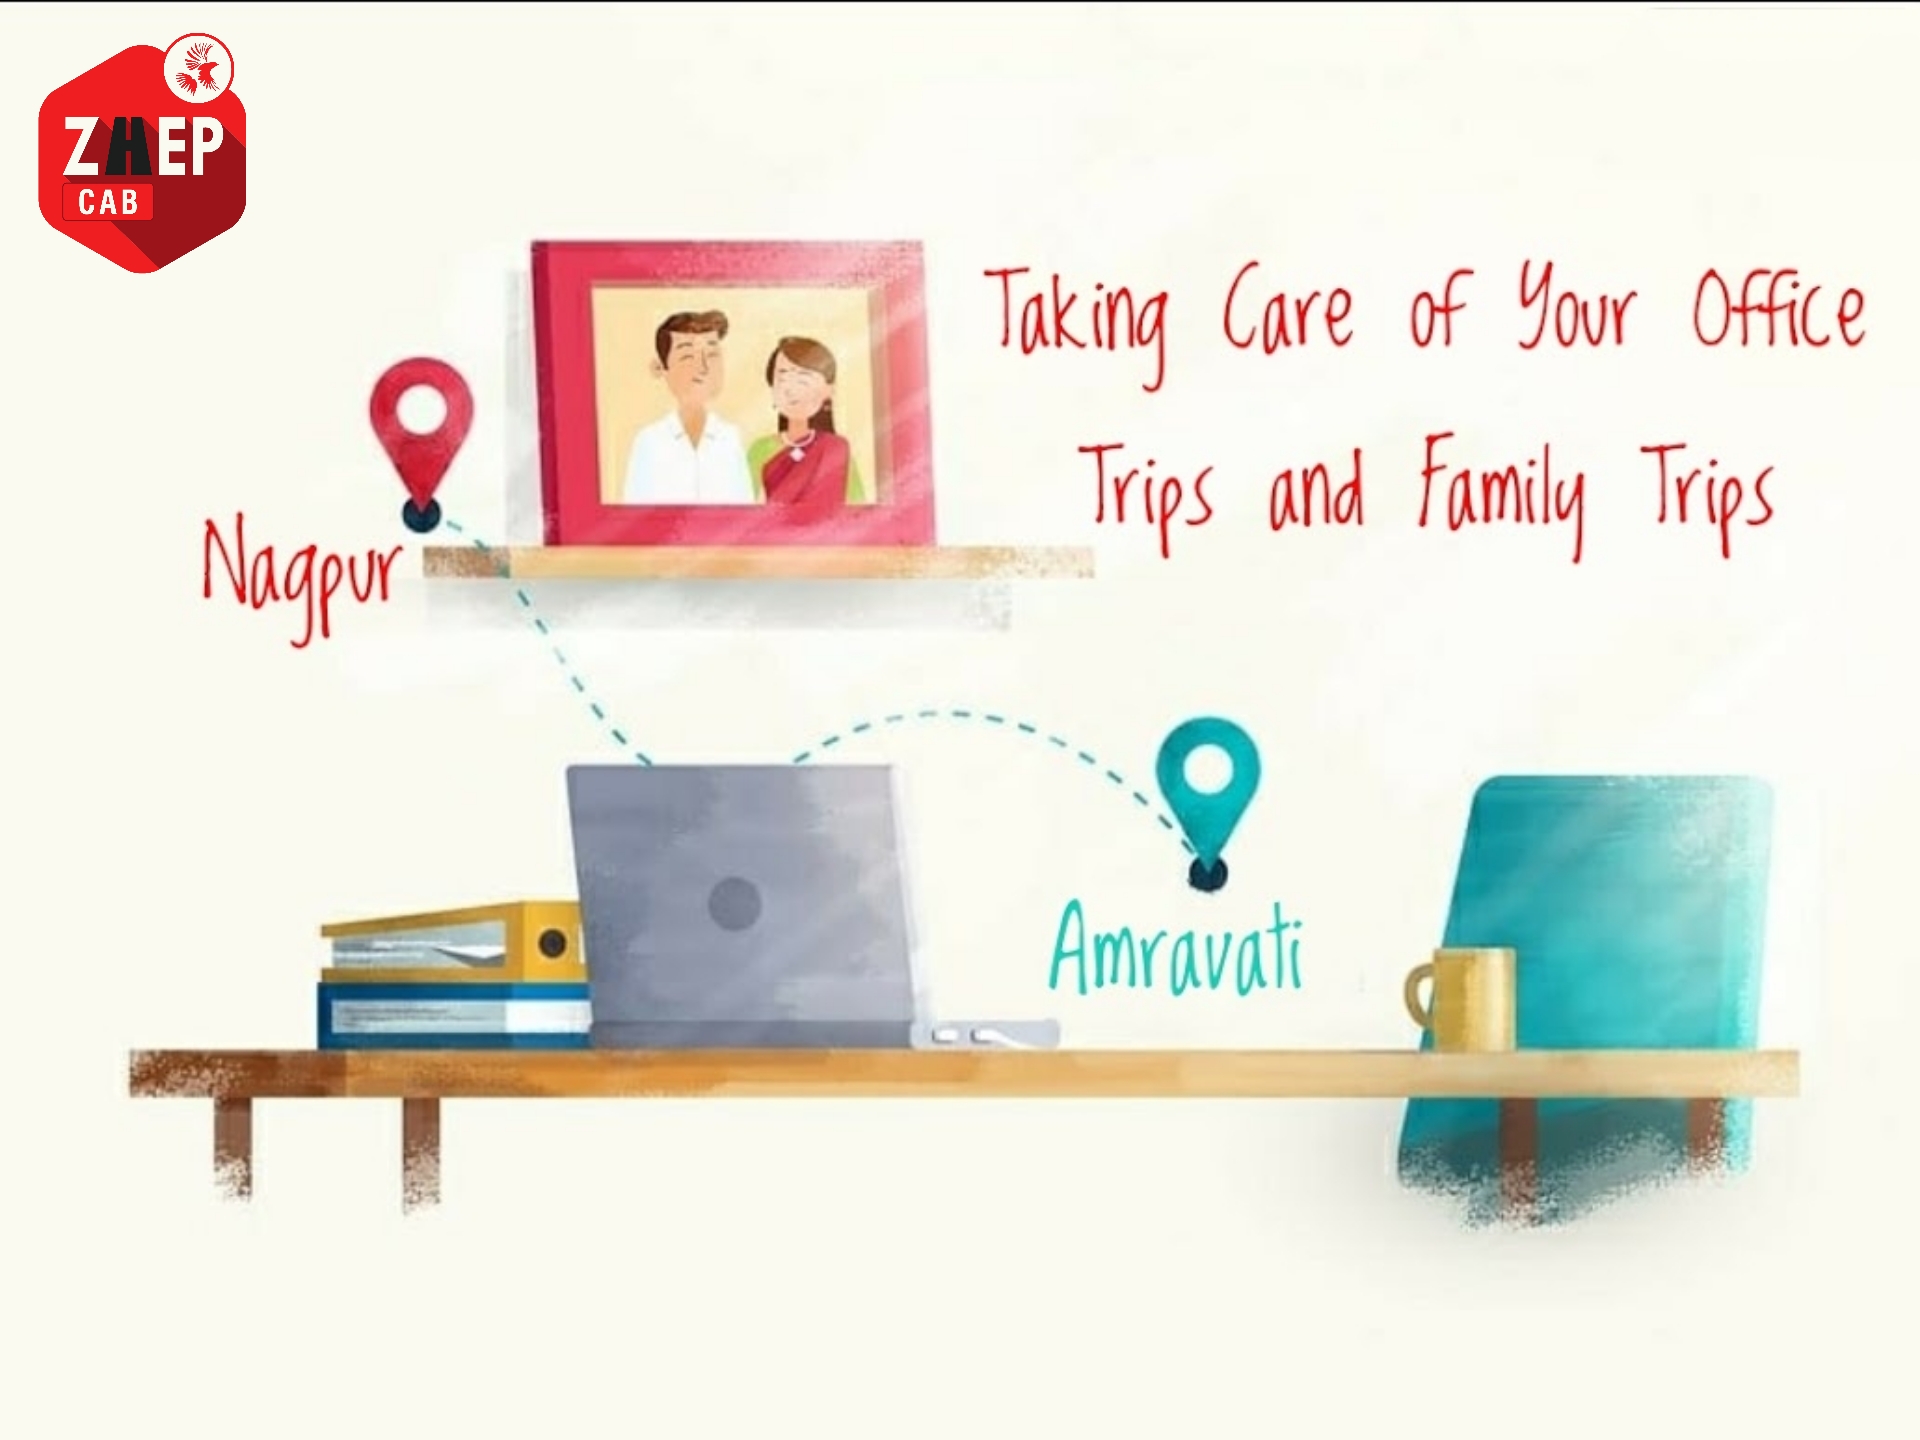 ZHEP
CAB
Taking Care of Your Office
Trips and Family Trips
Nagpur
Amravati